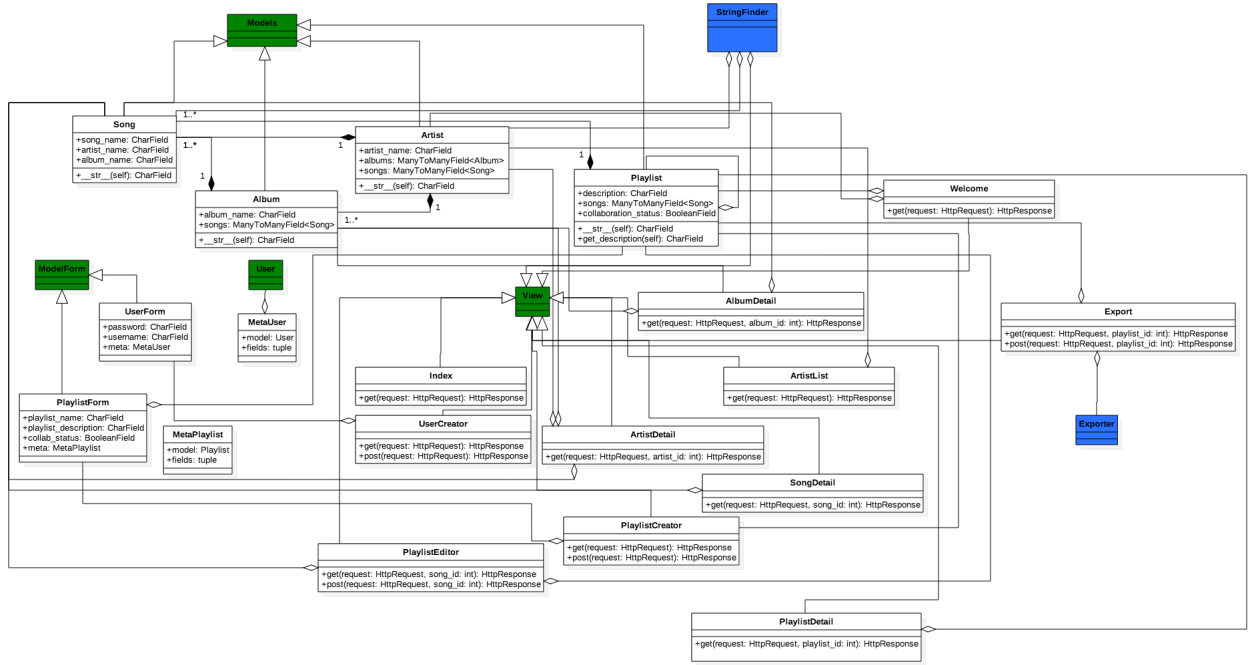 StringFinder
Models
1..*
Song
+song_name: CharField
+artist_name: CharField
+album_name: CharField
+__str__(self): CharField
1..*
1
Artist
+artist_name: CharField
+albums: ManyToManyField<Album>
+songs: ManyToManyField<Song>
+__str__(self): CharField
1
1
1
1..*
Album
+album_name: CharField
+songs: ManyToManyField<Song>
+__str__(self): CharField
Playlist
+description: CharField
+songs: ManyToManyField<Song>
+collaboration_status: BooleanField
+__str__(self): CharField
+get_description(self): CharField
Welcome
+get(request: HttpRequest): HttpResponse
ModelForm
User
View
UserForm
+password: CharField
+username: CharField
+meta: MetaUser
MetaUser
+model: User
+fields: tuple
AlbumDetail
+get(request: HttpRequest, album_id: int): HttpResponse
Export
+get(request: HttpRequest, playlist_id: int): HttpResponse
+post(request: HttpRequest, playlist_id: int): HttpResponse
Index
+get(request: HttpRequest): HttpResponse
ArtistList
+get(request: HttpRequest): HttpResponse
PlaylistForm
+playlist_name: CharField
+playlist_description: CharField
+collab_status: BooleanField
+meta: MetaPlaylist
MetaPlaylist
+model: Playlist
+fields: tuple
UserCreator
+get(request: HttpRequest): HttpResponse
+post(request: HttpRequest): HttpResponse
Exporter
ArtistDetail
+get(request: HttpRequest, artist_id: int): HttpResponse
SongDetail
+get(request: HttpRequest, song_id: int): HttpResponse
PlaylistCreator
+get(request: HttpRequest): HttpResponse
+post(request: HttpRequest): HttpResponse
PlaylistEditor
+get(request: HttpRequest, song_id: int): HttpResponse
+post(request: HttpRequest, song_id: int): HttpResponse
PlaylistDetail
+get(request: HttpRequest, playlist_id: int): HttpResponse